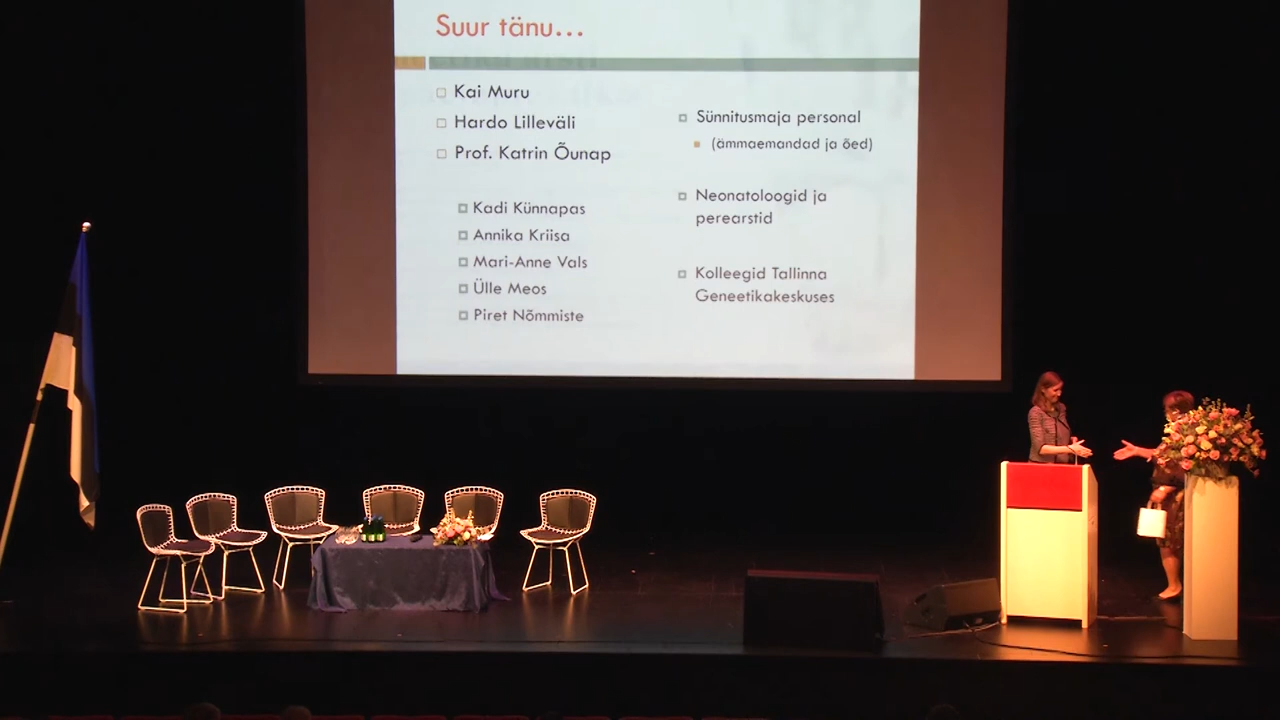 Suur tänu...
Kai Muru
Hardo Lilleväli
Prof. Katrin Õunap
Kadi Künnapas
Annika Kriisa
Mari-Anne Vals
Ülle Meos
Piret Nõmmiste
Sünnitusmaja personal
(ämmaemandad ja õed)
Neonatoloogid ja
perearstid
Kolleegid Tallinna
Geneetikakeskuses